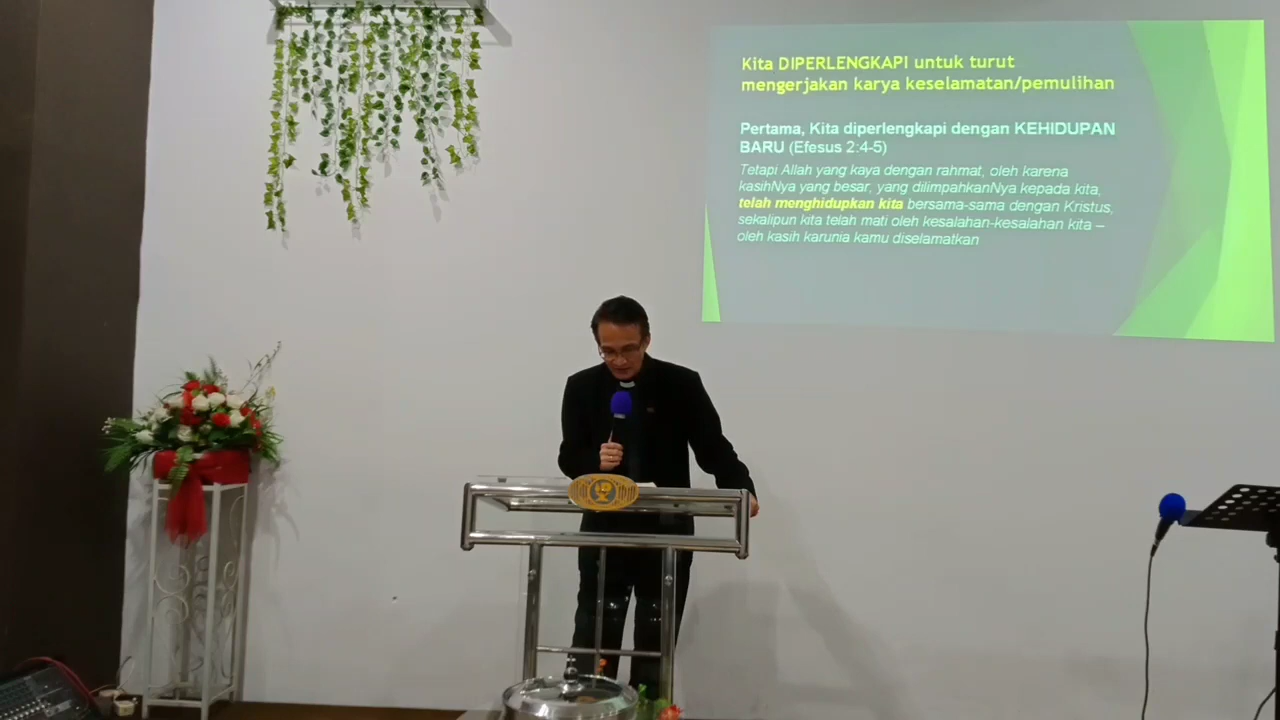 Kita DIPERLENGKAPI untuk turut
mengerjakan karya keselamatan/pemulihan
Pertama, Kita diperlengkapi dengan KEHIDUPAN
BARU (Efesus 2:4-5)
Tetapi Allah yang kaya dengan rahmat, oleh karena
kasihNya yang besar, yang dilimpahkanNya kepada kita,
telah menghidupkan kita bersama-sama dengan Kristus,
sekalipun kita telah mati oleh kesalahan-kesalahan kita –
oleh kasih karunia kamu diselamatkan